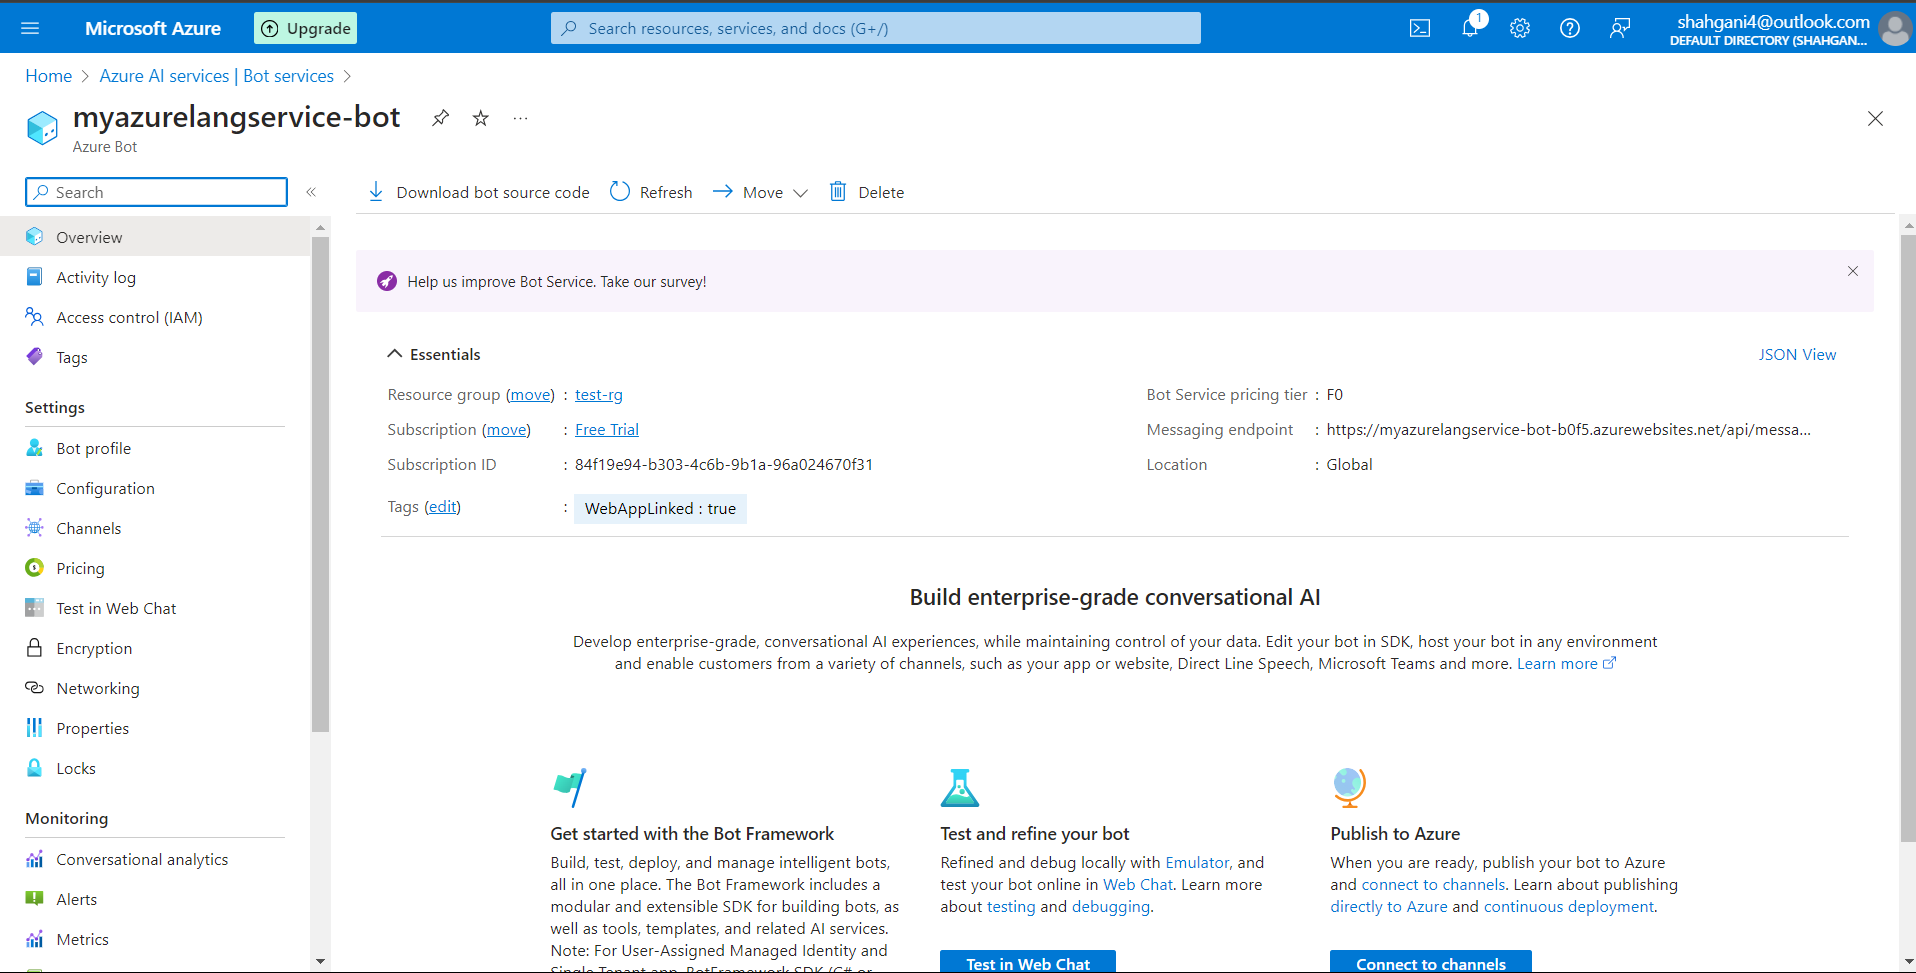 Microsoft Azure
Upgrade
Search resources, services, and docs (G+/)
1
shahgani4@outlook.com
DEFAULT DIRECTORY (SHAHGAN...
Home > Azure AI services | Bot services >
myazurelangservice-bot
...
Azure Bot
Search
«
Download bot source code
Refresh
Move
Delete
Overview
Activity log
Access control (IAM)
Tags
Settings
Bot profile
Configuration
Channels
Pricing
Test in Web Chat
Encryption
Networking
Properties
Locks
Monitoring
Conversational analytics
Alerts
Metrics
Help us improve Bot Service. Take our survey!
Essentials
JSON View
Resource group (move) : test-rg
Subscription (move) : Free Trial
Subscription ID : 84f19e94-b303-4c6b-9b1a-96a024670f31
Tags (edit) : WebAppLinked : true
Bot Service pricing tier : F0
Messaging endpoint : https://myazurelangservice-bot-b0f5.azurewebsites.net/api/messa...
Location : Global
Build enterprise-grade conversational AI
Develop enterprise-grade, conversational AI experiences, while maintaining control of your data. Edit your bot in SDK, host your bot in any environment
and enable customers from a variety of channels, such as your app or website, Direct Line Speech, Microsoft Teams and more. Learn more
Get started with the Bot Framework
Build, test, deploy, and manage intelligent bots,
all in one place. The Bot Framework includes a
modular and extensible SDK for building bots, as
well as tools, templates, and related AI services.
Note: For User-Assigned Managed Identity and
Single Tenant app, BotFramework SDK (C# or
Test and refine your bot
Refined and debug locally with Emulator, and
test your bot online in Web Chat. Learn more
about testing and debugging.
Test in Web Chat
Publish to Azure
When you are ready, publish your bot to Azure
and connect to channels. Learn about publishing
directly to Azure and continuous deployment.
Connect to channels